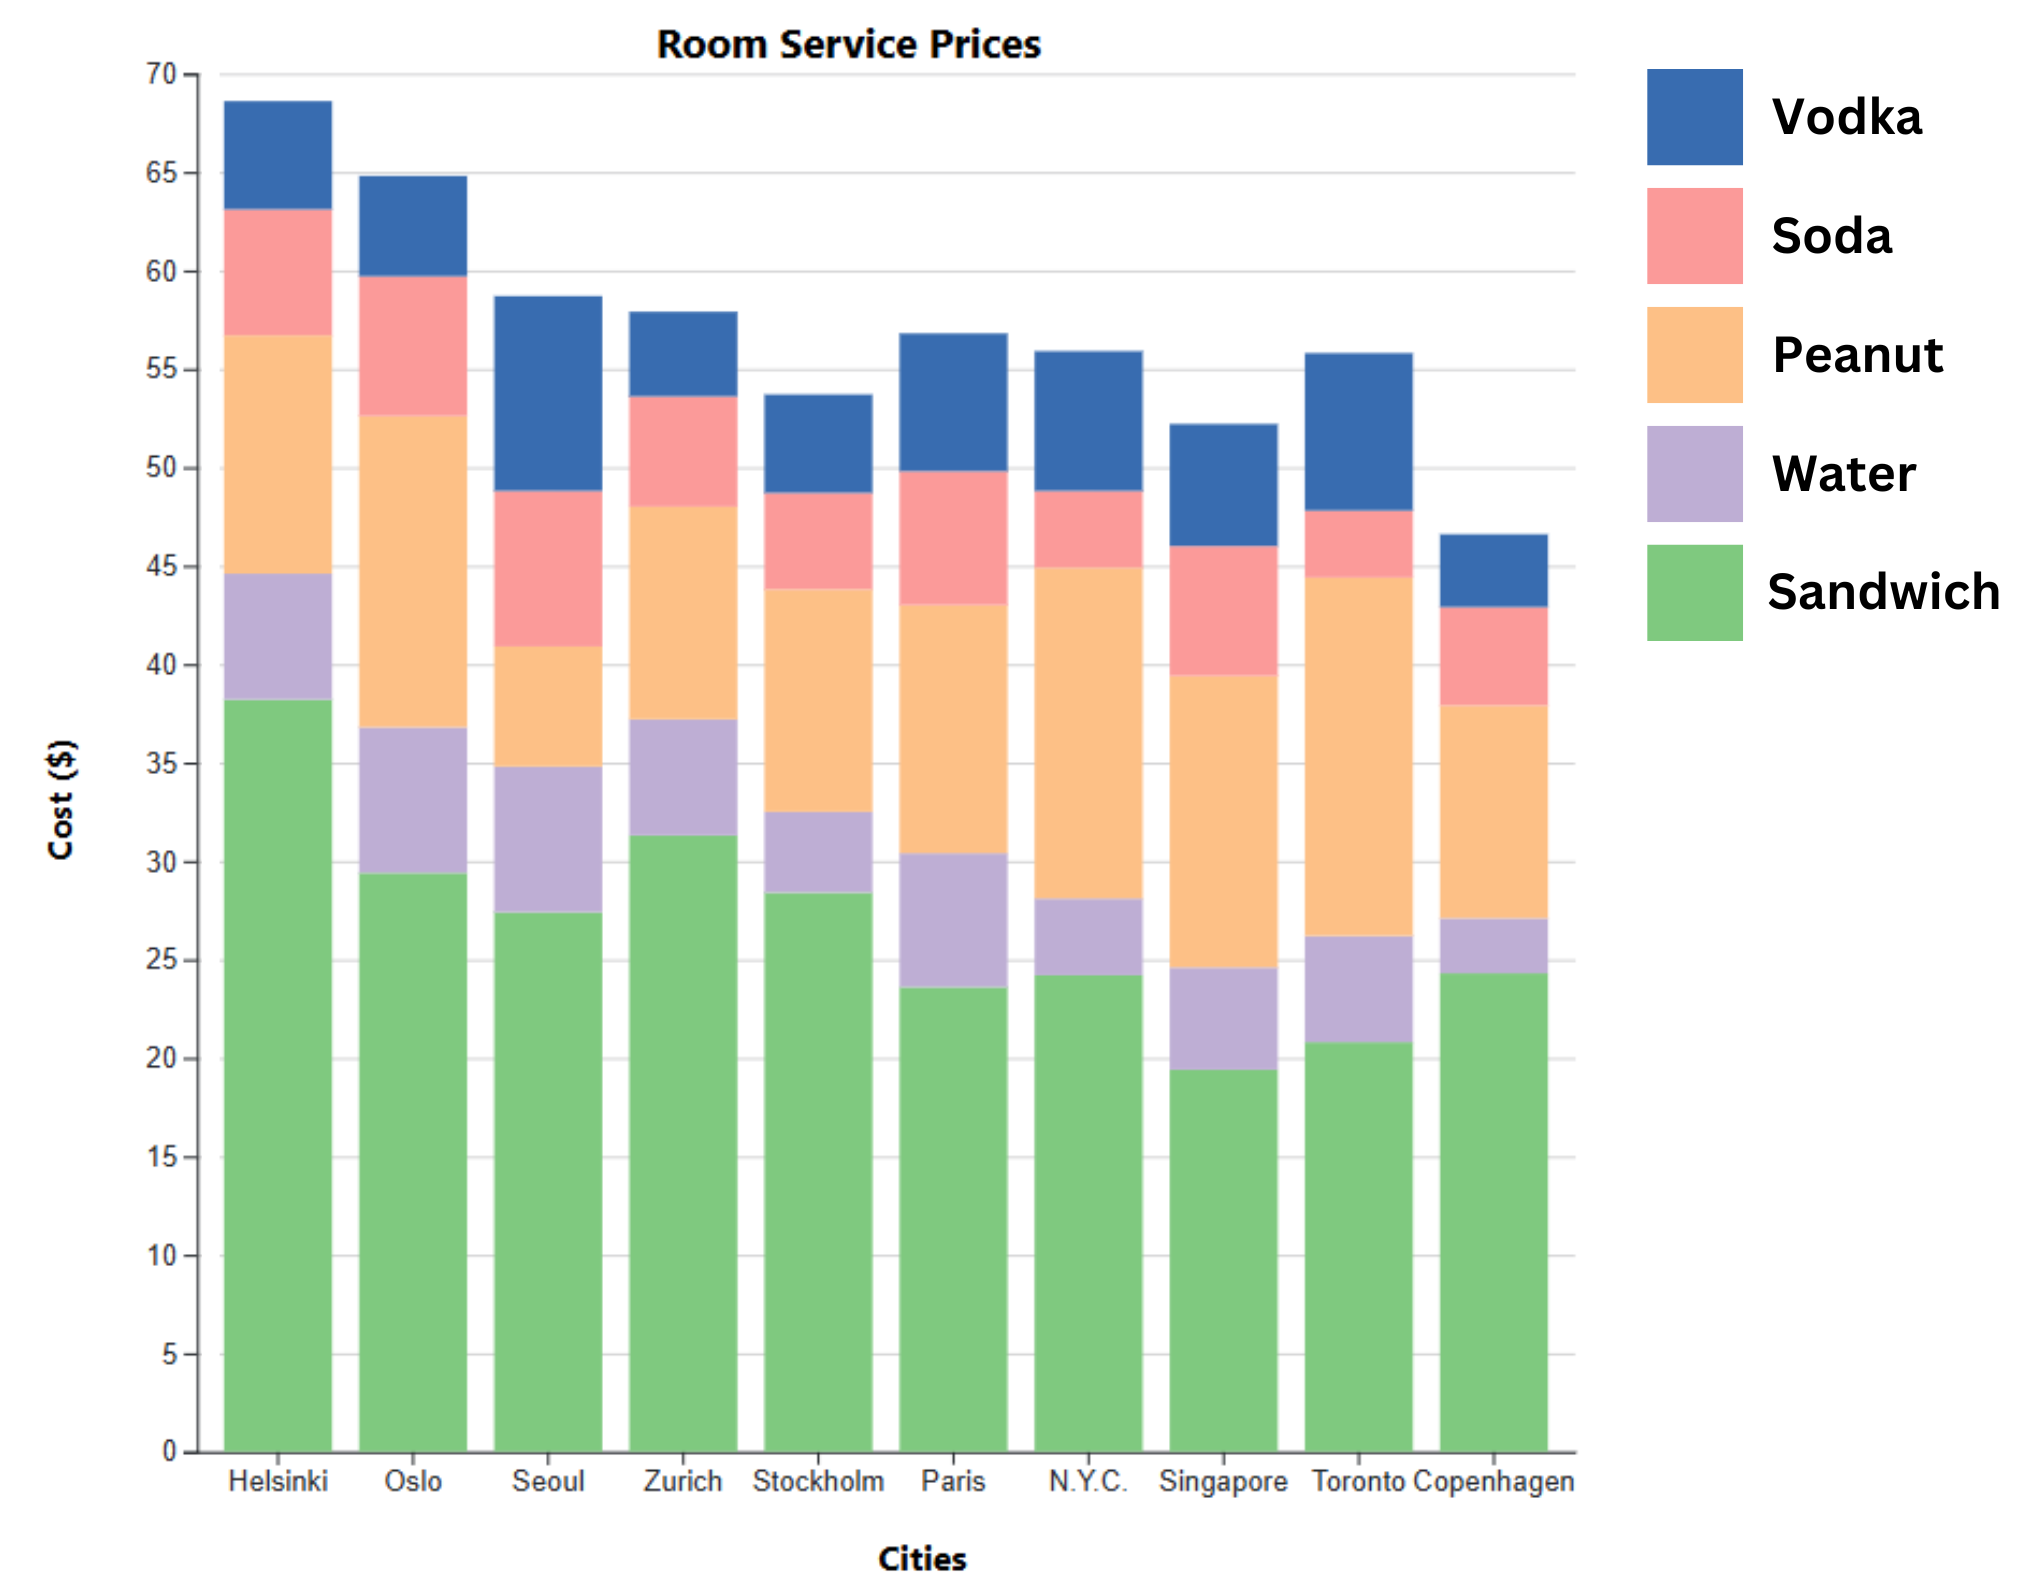 Room Service Prices
70
65
60
55
50
45
40
35
30
25
20
15
10
5
0
Cost ($)
Helsinki Oslo Seoul Zurich Stockholm Paris N.Y.C. Singapore Toronto Copenhagen
Cities
Vodka
Soda
Peanut
Water
Sandwich